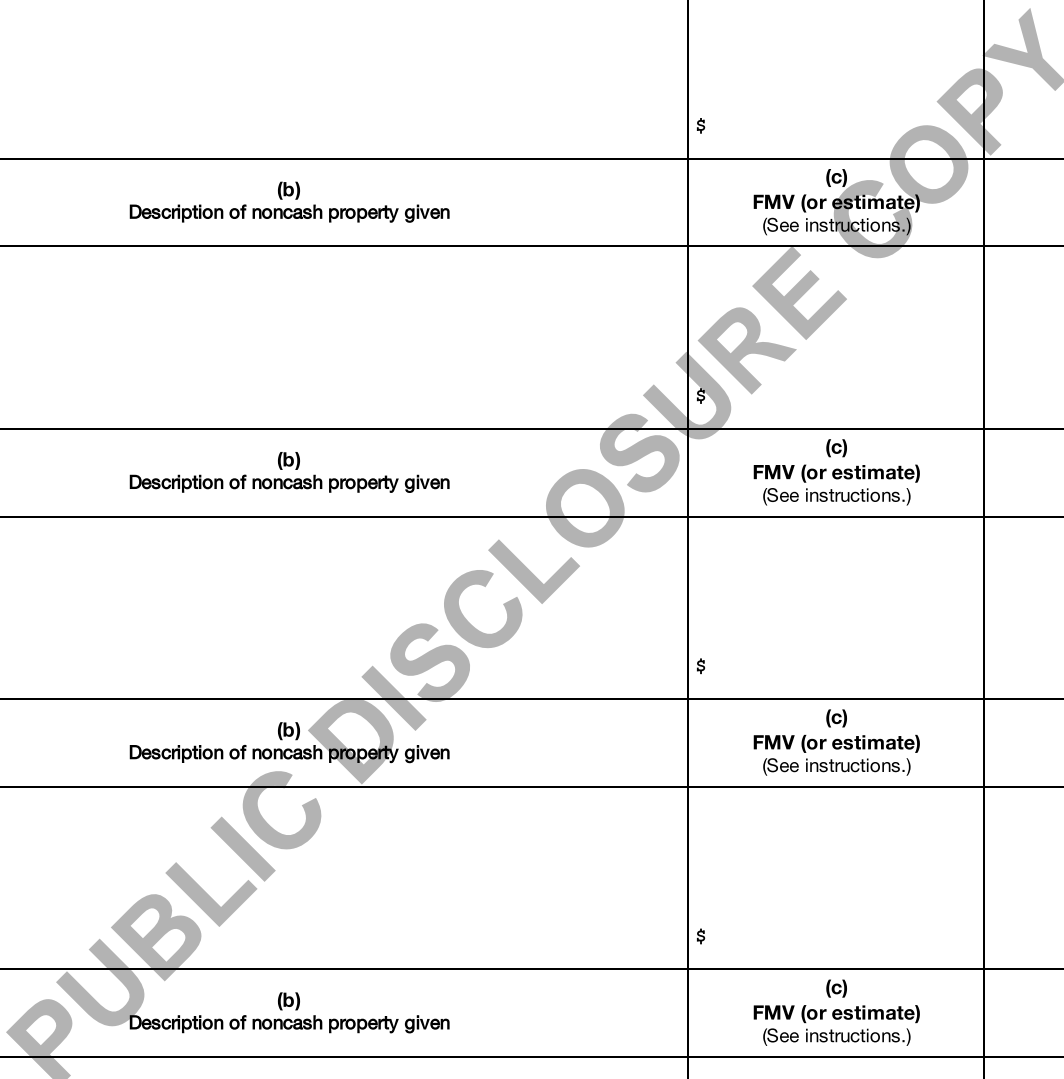 $
(b)
Description of noncash property given
(c)
FMV (or estimate)
(See instructions.)
$
(b)
Description of noncash property given
(c)
FMV (or estimate)
(See instructions.)
$
(b)
Description of noncash property given
(c)
FMV (or estimate)
(See instructions.)
$
(b)
Description of noncash property given
(c)
FMV (or estimate)
(See instructions.)
PUBLIC DISCLOSURE COPY